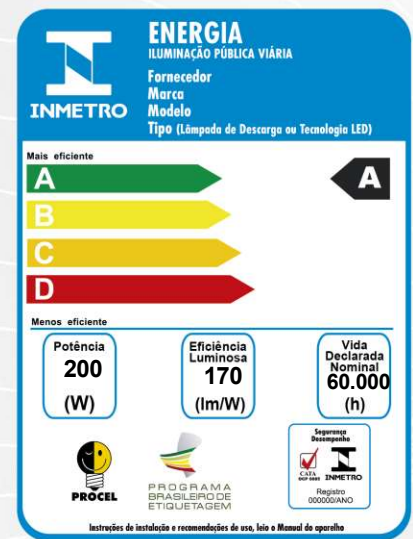 INMETRO
ENERGIA
ILUMINAÇÃO PÚBLICA VIÁRIA
Fornecedor
Marca
Modelo
Tipo (Lâmpada de Descarga ou Tecnologia LED)
Mais eficiente
A
A
B
C
D
Menos eficiente
Potência
200
(W)
Eficiência
Luminosa
170
(lm/W)
Vida
Declarada
Nominal
60.000
(h)
PROCEL
PROGRAMA
BRASILEIRO DE
ETIQUETAGEM
Segurança
Desempenho
INMETRO
Registro
000000/ANO
Instruções de instalação e recomendações de uso, leio o Manual do aparelho